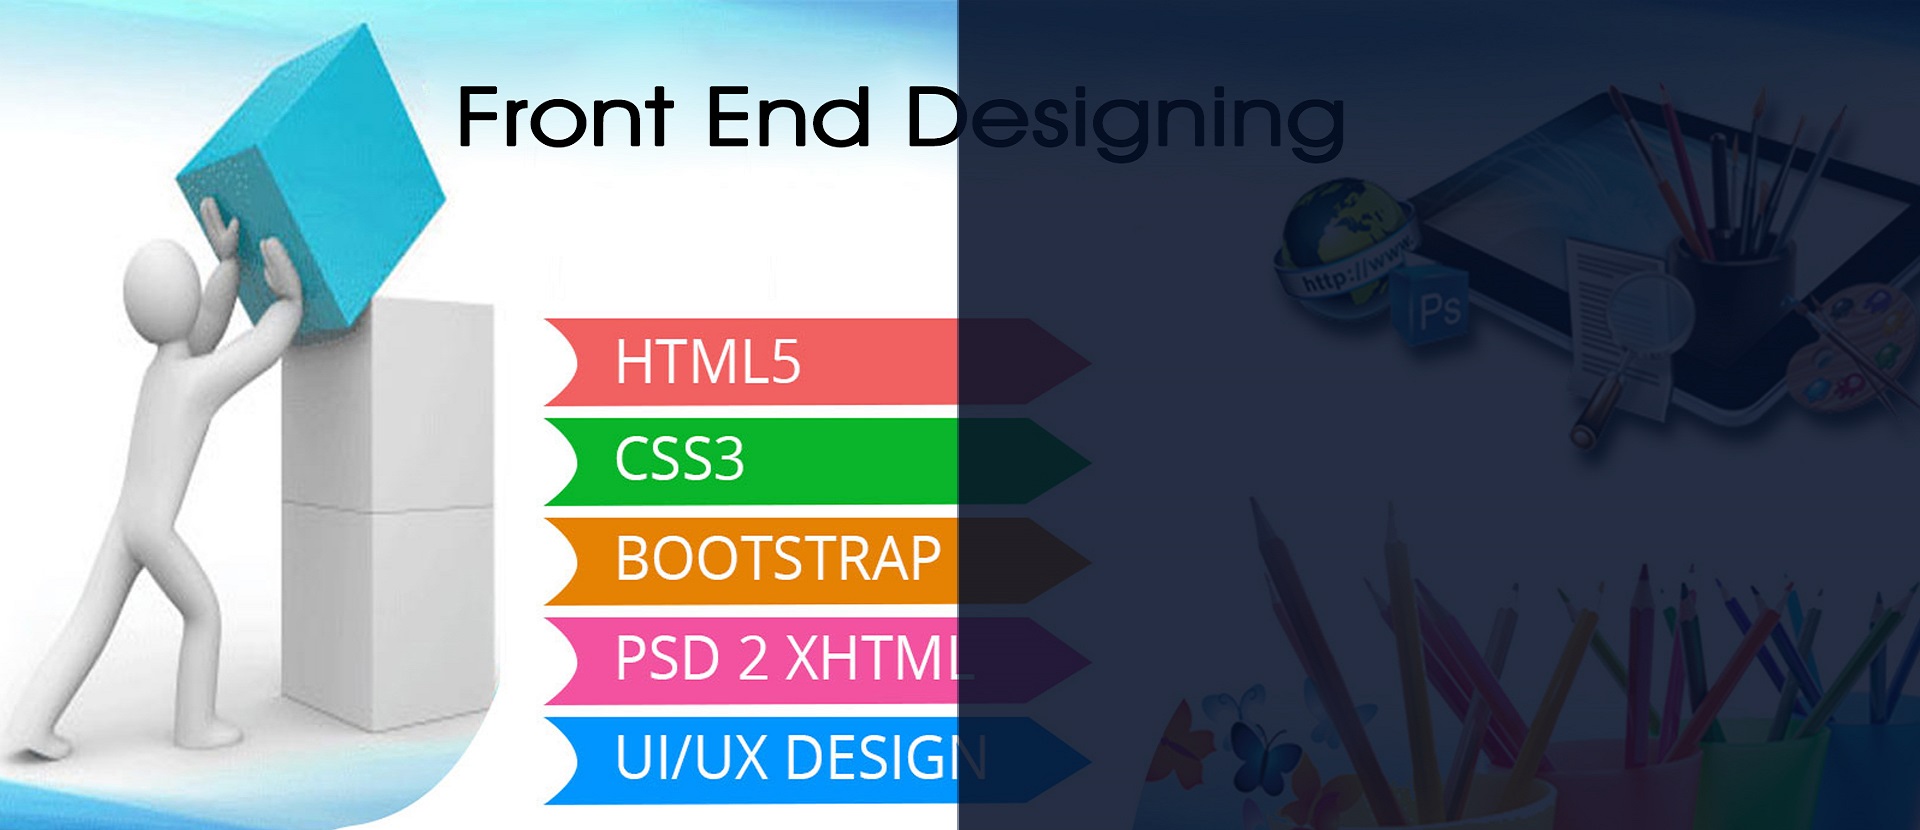 Front End Designing
http://www.
Ps
HTML5
CSS3
BOOTSTRAP
PSD 2 XHTML
UI/UX DESIGN